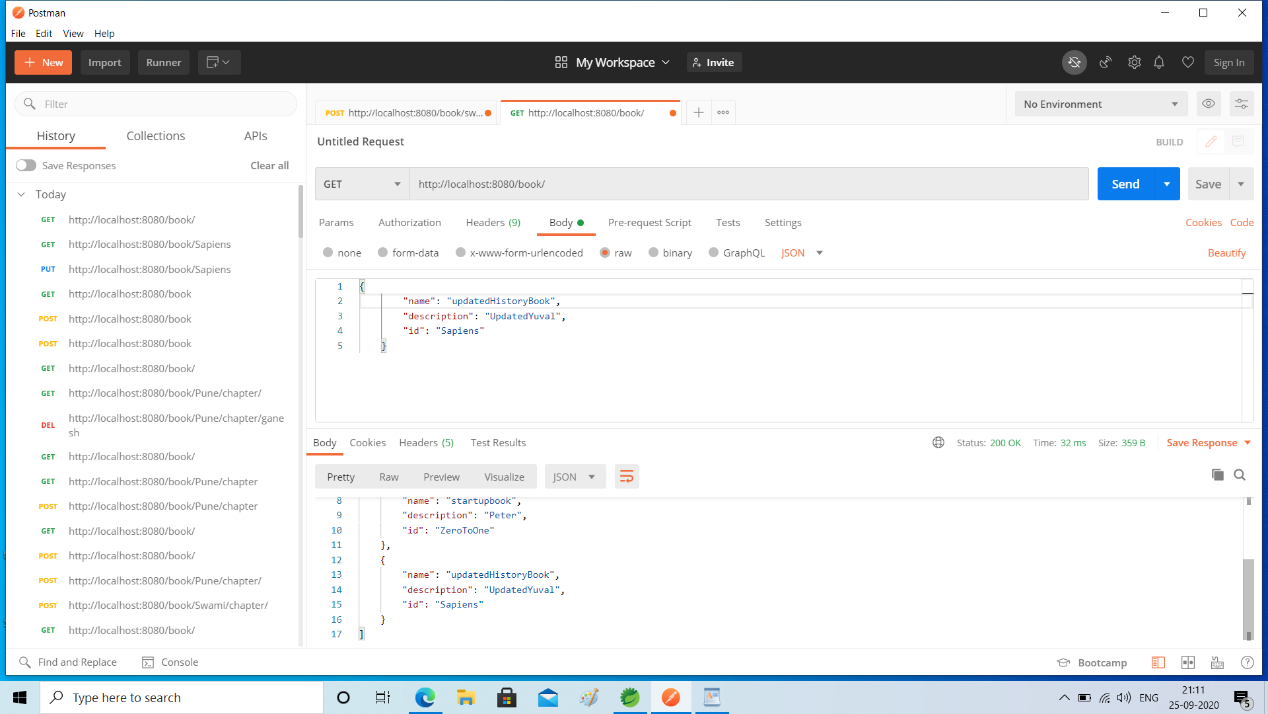 Postman
File Edit View Help
+ New Import Runner My Workspace Invite Sign In
Filter
History Collections APIs
Save Responses Clear all
Today
GET http://localhost:8080/book/
GET http://localhost:8080/book/Sapiens
PUT http://localhost:8080/book/Sapiens
GET http://localhost:8080/book
POST http://localhost:8080/book
POST http://localhost:8080/book
GET http://localhost:8080/book/
GET http://localhost:8080/book/Pune/chapter/
DEL http://localhost:8080/book/Pune/chapter/gane
sh
GET http://localhost:8080/book/
GET http://localhost:8080/book/Pune/chapter
POST http://localhost:8080/book/Pune/chapter
GET http://localhost:8080/book/
POST http://localhost:8080/book/
POST http://localhost:8080/book/Pune/chapter/
POST http://localhost:8080/book/Swami/chapter/
GET http://localhost:8080/book/
POST http://localhost:8080/book/sw... GET http://localhost:8080/book/ No Environment
Untitled Request BUILD
GET http://localhost:8080/book/ Send Save
Params Authorization Headers (9) Body Pre-request Script Tests Settings Cookies Code
none form-data x-www-form-urlencoded raw binary GraphQL JSON Beautify
1 {
2 "name": "updatedHistoryBook",
3 "description": "UpdatedYuval",
4 "id": "Sapiens"
5 }
Body Cookies Headers (5) Test Results Status: 200 OK Time: 32 ms Size: 359 B Save Response
Pretty Raw Preview Visualize JSON
8 "name": "startupbook",
9 "description": "Peter",
10 "id": "ZeroToOne"
11 },
12 {
13 "name": "updatedHistoryBook",
14 "description": "UpdatedYuval",
15 "id": "Sapiens"
16 }
17 ]
Find and Replace Console Bootcamp
Type here to search ENG 21:11
25-09-2020 5